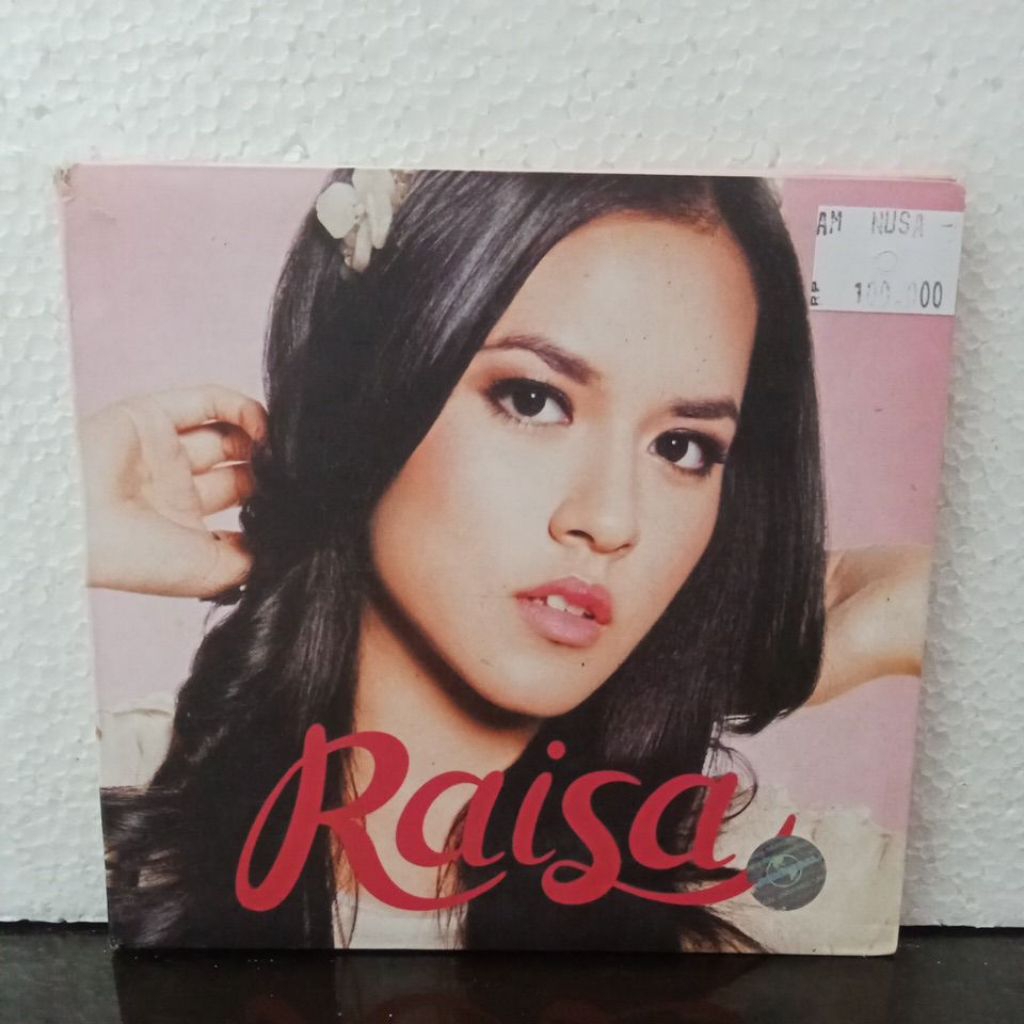 AM NUSA -
RP 100.000
Raisa